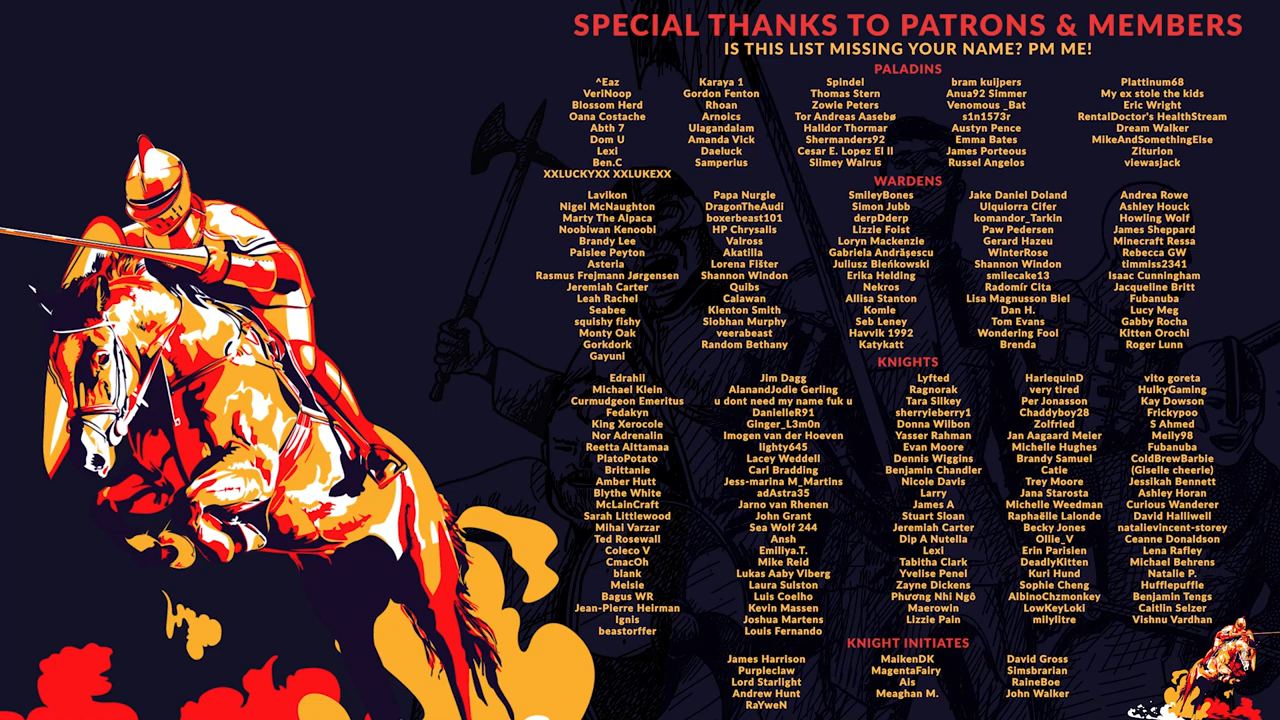 SPECIAL THANKS TO PATRONS & MEMBERS
IS THIS LIST MISSING YOUR NAME? PM ME!
PALADINS
^Eaz
VeriNoop
Blossom Herd
Oana Costache
Abth 7
Dom U
Lexi
Ben.C
XXLUCKYXX XXLUKEXX
Karaya 1
Gordon Fenton
Rhoan
Arnoics
Ulagandalam
Amanda Vick
Daeluck
Samperius
Spindel
Thomas Stern
Zowie Peters
Tor Andreas Aasebø
Halldor Thormar
Shermanders92
Cesar E. Lopez El II
Slimey Walrus
bram kuijpers
Anua92 Simmer
Venomous _Bat
s1n1573r
Austyn Pence
Emma Bates
James Porteous
Russel Angelos
Plattinum68
My ex stole the kids
Eric Wright
RentalDoctor's HealthStream
Dream Walker
MikeAndSomethingElse
Ziturion
viewasjack
WARDENS
Lavikon
Nigel McNaughton
Marty The Alpaca
Noobiwan Kenoobi
Brandy Lee
Paislee Peyton
Asteria
Rasmus Frejmann Jørgensen
Jeremiah Carter
Leah Rachel
Seabee
squishy fishy
Monty Oak
Gorkdork
Gayuni
Papa Nurgle
DragonTheAudi
boxerbeast101
HP Chrysalis
Valross
Akatilla
Lorena Fišter
Shannon Windon
Quibs
Calawan
Klenton Smith
Siobhan Murphy
veerabeast
Random Bethany
SmileyBones
Simon Jubb
derpDderp
Lizzie Foist
Loryn Mackenzie
Gabriela Andrășescu
Juliusz Bieńkowski
Erika Helding
Nekros
Allisa Stanton
Komie
Seb Leney
Havvik 1992
Katykatt
Jake Daniel Doland
Ulquiorra Cifer
komandor_Tarkin
Paw Pedersen
Gerard Hazeu
WinterRose
Shannon Windon
smilecake13
Radomír Cita
Lisa Magnusson Biel
Dan H.
Tom Evans
Wondering Fool
Brenda
Andrea Rowe
Ashley Houck
Howling Wolf
James Sheppard
Minecraft Ressa
Rebecca GW
timmiss2341
Isaac Cunningham
Jacqueline Britt
Fubanuba
Lucy Meg
Gabby Rocha
Kitten Orochi
Roger Lunn
KNIGHTS
Edrahil
Michael Klein
Curmudgeon Emeritus
Fedakyn
King Xerocole
Nor Adrenalin
Reetta Aittamaa
PlatoPotato
Brittanie
Amber Hutt
Blythe White
McLainCraft
Sarah Littlewood
Mihai Varzar
Ted Rosewall
Coleco V
CmacOh
blank
Melsie
Bagus WR
Jean-Pierre Heirman
Ignis
beastorffer
Jim Dagg
AlanandJodie Gerling
u dont need my name fuk u
DanielleR91
Ginger_L3m0n
Imogen van der Hoeven
lighty645
Lacey Weddell
Carl Bradding
Jess-marina M_Martins
adAstra35
Jarno van Rhenen
John Grant
Sea Wolf 244
Ansh
Emiliya.T.
Mike Reid
Lukas Aaby Viberg
Laura Sulston
Luis Coelho
Kevin Massen
Joshua Martens
Louis Fernando
Lyfted
Ragnorak
Tara Silkey
sherryleberry1
Donna Wilbon
Yasser Rahman
Evan Moore
Dennis Wiggins
Benjamin Chandler
Nicole Davis
Larry
James A
Stuart Sloan
Jeremiah Carter
Dip A Nutella
Lexi
Tabitha Clark
Yvelise Penel
Zayne Dickens
Phương Nhi Ngô
Maerowin
Lizzie Pain
HarlequinD
very tired
Per Jonasson
Chaddyboy28
Zolfried
Jan Aagaard Meier
Michelle Hughes
Brandy Samuel
Catie
Trey Moore
Jana Starosta
Michelle Weedman
Raphaëlle Lalonde
Becky Jones
Ollie_V
Erin Parisien
DeadlyKitten
Kuri Hund
Sophie Cheng
AlbinoChzmonkey
LowKeyLoki
milylitre
vito goreta
HulkyGaming
Kay Dowson
Frickypoo
S Ahmed
Melly98
Fubanuba
ColdBrewBarbie
(Giselle cheerie)
Jessikah Bennett
Ashley Horan
Curious Wanderer
David Halliwell
natalievincent-storey
Ceanne Donaldson
Lena Rafley
Michael Behrens
Natalie P.
Hufflepuffle
Benjamin Tengs
Caitlin Selzer
Vishnu Vardhan
KNIGHT INITIATES
James Harrison
Purpleclaw
Lord Starlight
Andrew Hunt
RaYweN
MaikenDK
MagentaFairy
Ais
Meaghan M.
David Gross
Simsbrarian
RaineBoe
John Walker